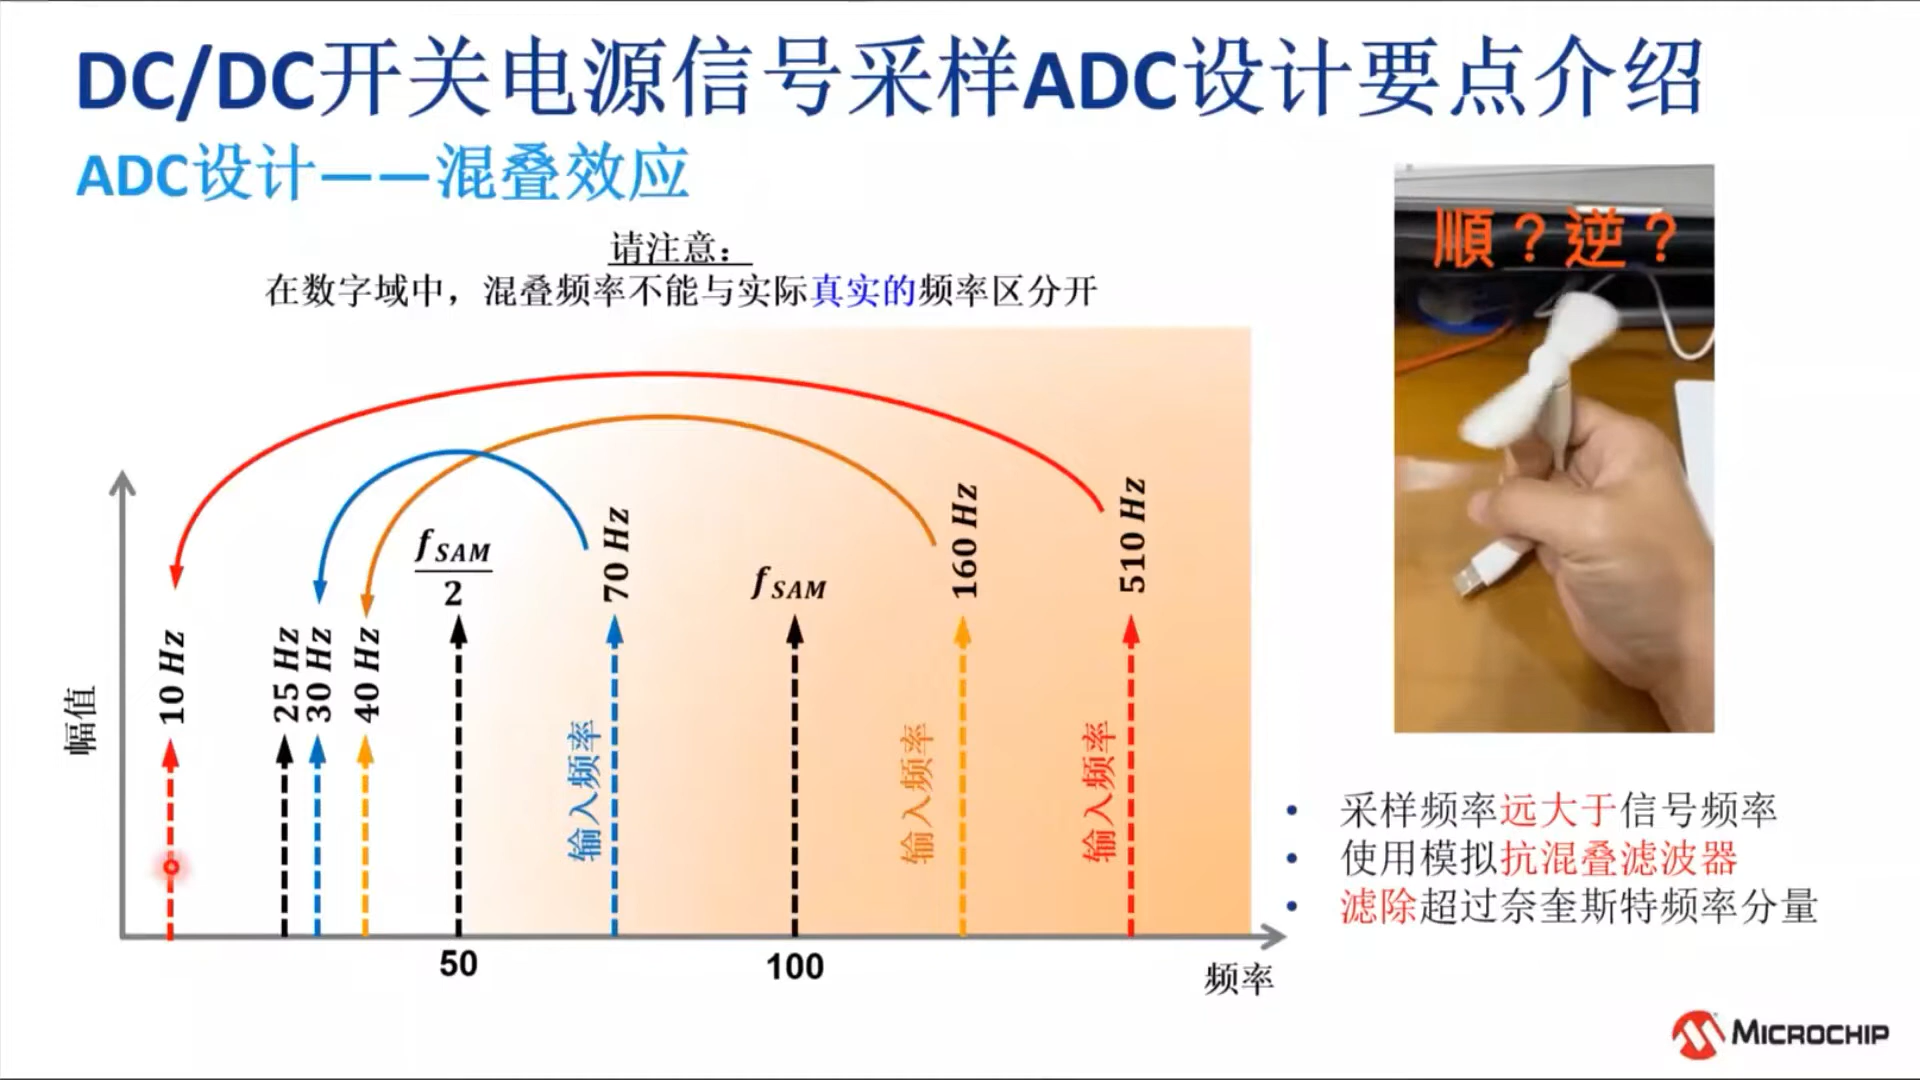 DC/DC开关电源信号采样ADC设计要点介绍
ADC设计——混叠效应
请注意：
在数字域中，混叠频率不能与实际真实的频率区分开
順？逆？
幅值
10 Hz
25 Hz
30 Hz
40 Hz
fSAM
2
70 Hz
输入频率
fSAM
160 Hz
输入频率
510 Hz
输入频率
50
100
频率
• 采样频率远大于信号频率
• 使用模拟抗混叠滤波器
• 滤除超过奈奎斯特频率分量
MICROCHIP